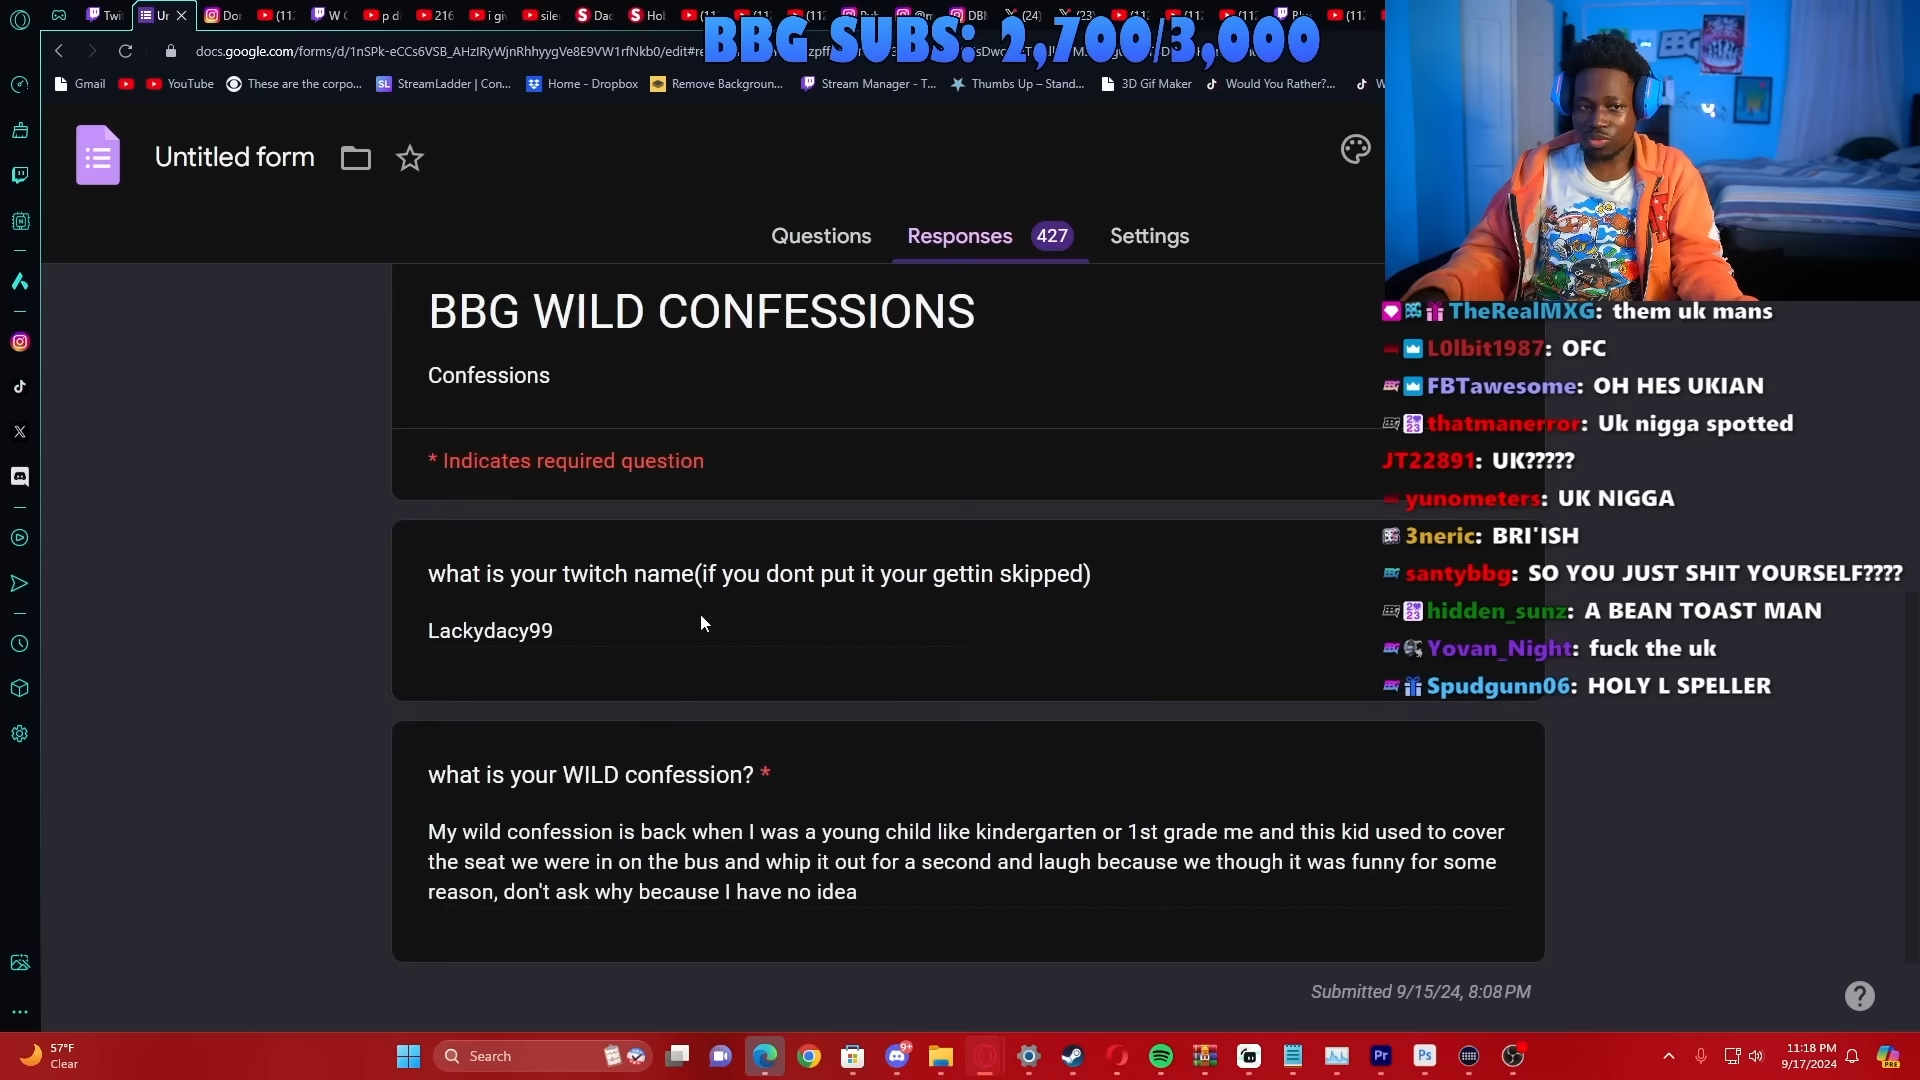 BBG SUBS: 2,700/3,000
docs.google.com/forms/d/1nSPk-eCCs6VSB_AHzIRyWjnRhhyygVe8E9VW1rfNkb0/edit#re
Gmail
YouTube
These are the corpo...
StreamLadder | Con...
Home - Dropbox
Remove Backgroun...
Stream Manager - T...
Thumbs Up – Stand...
3D Gif Maker
Would You Rather?...
Untitled form
Questions
Responses 427
Settings
BBG WILD CONFESSIONS
Confessions
* Indicates required question
what is your twitch name(if you dont put it your gettin skipped)
Lackydacy99
what is your WILD confession? *
My wild confession is back when I was a young child like kindergarten or 1st grade me and this kid used to cover
the seat we were in on the bus and whip it out for a second and laugh because we though it was funny for some
reason, don't ask why because I have no idea
Submitted 9/15/24, 8:08 PM
TheRealMXG: them uk mans
L0lbit1987: OFC
FBTawesome: OH HES UKIAN
thatmanerror: Uk nigga spotted
JT22891: UK?????
yunometers: UK NIGGA
3neric: BRI'ISH
santybbg: SO YOU JUST SHIT YOURSELF????
hidden_sunz: A BEAN TOAST MAN
Yovan_Night: fuck the uk
Spudgunn06: HOLY L SPELLER
57°F
Clear
Search
11:18 PM
9/17/2024